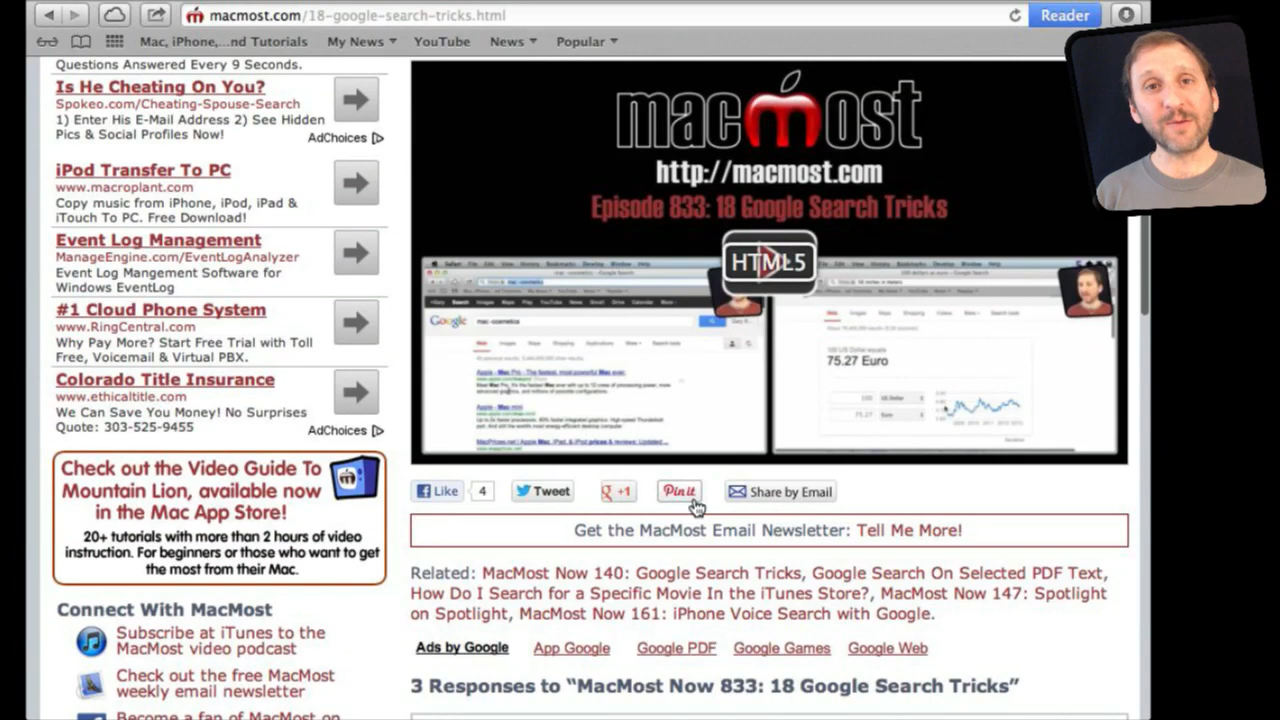 macmost.com/18-google-search-tricks.html
Reader
Mac, iPhone,...nd Tutorials My News YouTube News Popular
Questions Answered Every 9 Seconds.
Is He Cheating On You?
Spokeo.com/Cheating-Spouse-Search
1) Enter His E-Mail Address 2) See Hidden
Pics & Social Profiles Now!
AdChoices
iPod Transfer To PC
www.macroplant.com
Copy music from iPhone, iPod, iPad &
iTouch To PC. Free Download!
Event Log Management
ManageEngine.com/EventLogAnalyzer
Event Log Mangement Software for
Windows EventLog
#1 Cloud Phone System
www.RingCentral.com
Why Pay More? Start Free Trial with Toll
Free, Voicemail & Virtual PBX.
Colorado Title Insurance
www.ethicaltitle.com
We Can Save You Money! No Surprises
Quote: 303-525-9455
AdChoices
Check out the Video Guide To
Mountain Lion, available now
in the Mac App Store!
20+ tutorials with more than 2 hours of video
instruction. For beginners or those who want to get
the most from their Mac.
Connect With MacMost
Subscribe at iTunes to the
MacMost video podcast
Check out the free MacMost
weekly email newsletter
Become a fan of MacMost on
macmost
http://macmost.com
Episode 833: 18 Google Search Tricks
HTML5
Google
mac -cosmetics
75.27 Euro
Like 4 Tweet +1 Pin it Share by Email
Get the MacMost Email Newsletter: Tell Me More!
Related: MacMost Now 140: Google Search Tricks, Google Search On Selected PDF Text,
How Do I Search for a Specific Movie In the iTunes Store?, MacMost Now 147: Spotlight
on Spotlight, MacMost Now 161: iPhone Voice Search with Google.
Ads by Google App Google Google PDF Google Games Google Web
3 Responses to “MacMost Now 833: 18 Google Search Tricks”